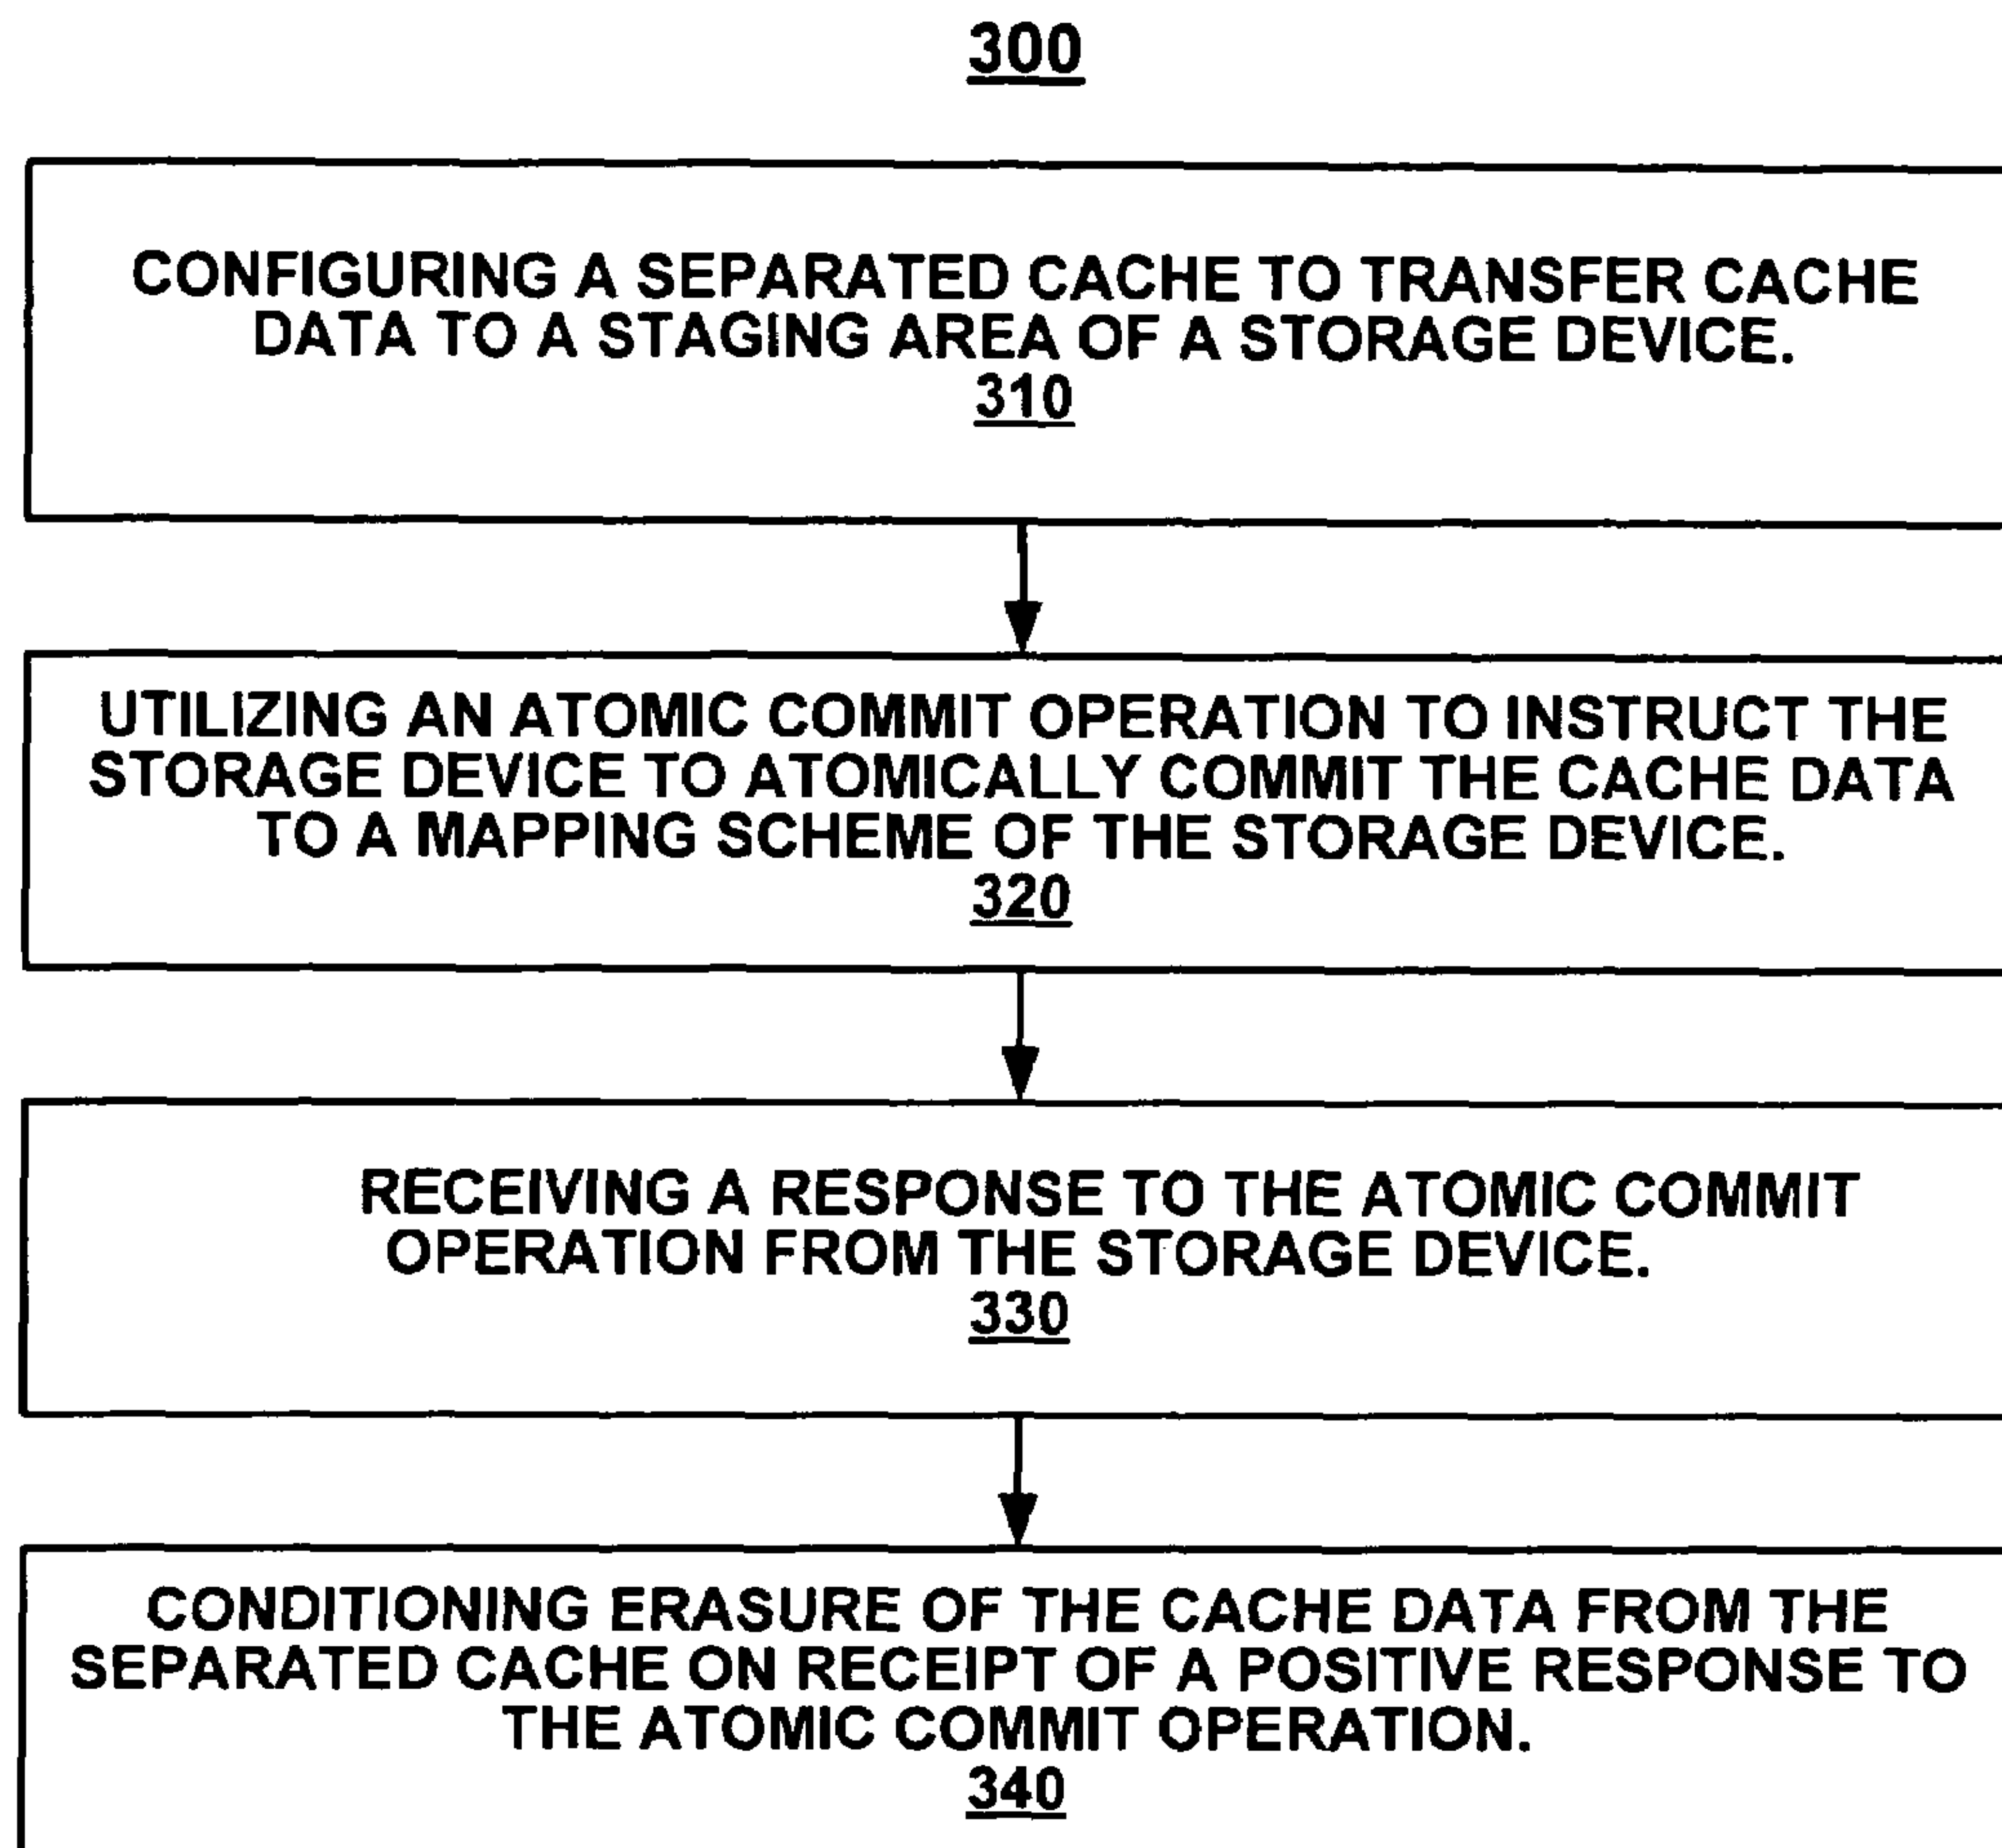 300
CONFIGURING A SEPARATED CACHE TO TRANSFER CACHE
DATA TO A STAGING AREA OF A STORAGE DEVICE.
310
UTILIZING AN ATOMIC COMMIT OPERATION TO INSTRUCT THE
STORAGE DEVICE TO ATOMICALLY COMMIT THE CACHE DATA
TO A MAPPING SCHEME OF THE STORAGE DEVICE.
320
RECEIVING A RESPONSE TO THE ATOMIC COMMIT
OPERATION FROM THE STORAGE DEVICE.
330
CONDITIONING ERASURE OF THE CACHE DATA FROM THE
SEPARATED CACHE ON RECEIPT OF A POSITIVE RESPONSE TO
THE ATOMIC COMMIT OPERATION.
340